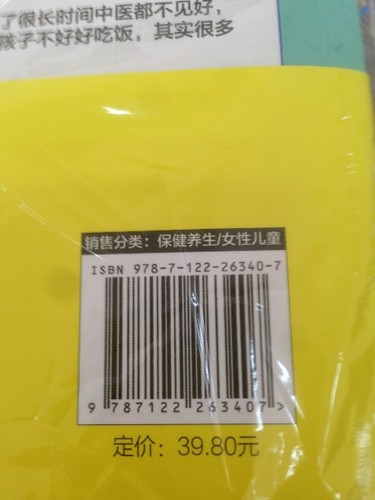 了很长时间中医都不见好，
孩子不好好吃饭，其实很多
销售分类：保健养生/女性儿童
ISBN 978-7-122-26340-7
9 787122 263407 >
定价：39.80元